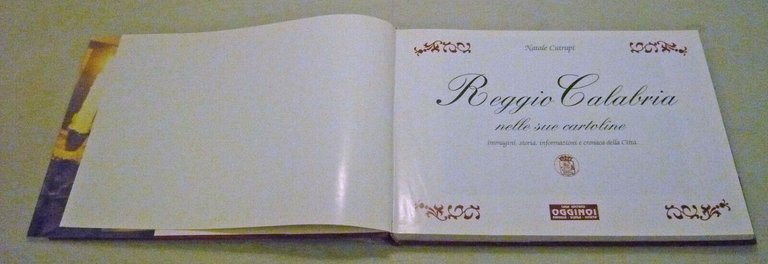 Natale Cutrupi
Reggio Calabria
nelle sue cartoline
Immagini, storia, informazioni e cronaca della Città
OGGINOI